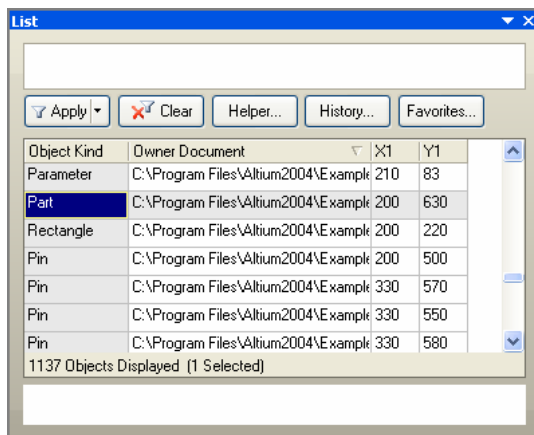 List
Apply Clear Helper... History... Favorites...
Object Kind Owner Document X1 Y1
Parameter C:\Program Files\Altium2004\Example 210 83
Part C:\Program Files\Altium2004\Example 200 630
Rectangle C:\Program Files\Altium2004\Example 200 220
Pin C:\Program Files\Altium2004\Example 200 500
Pin C:\Program Files\Altium2004\Example 330 570
Pin C:\Program Files\Altium2004\Example 330 550
Pin C:\Program Files\Altium2004\Example 330 580
1137 Objects Displayed (1 Selected)